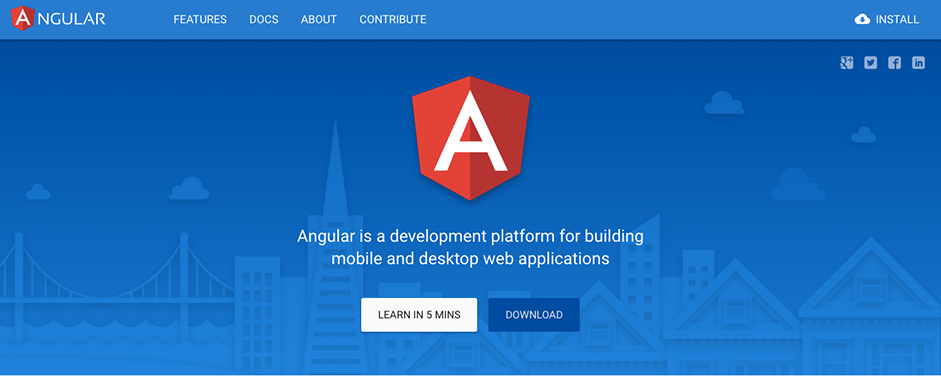 ANGULAR
FEATURES DOCS ABOUT CONTRIBUTE
INSTALL
A
Angular is a development platform for building
mobile and desktop web applications
LEARN IN 5 MINS
DOWNLOAD